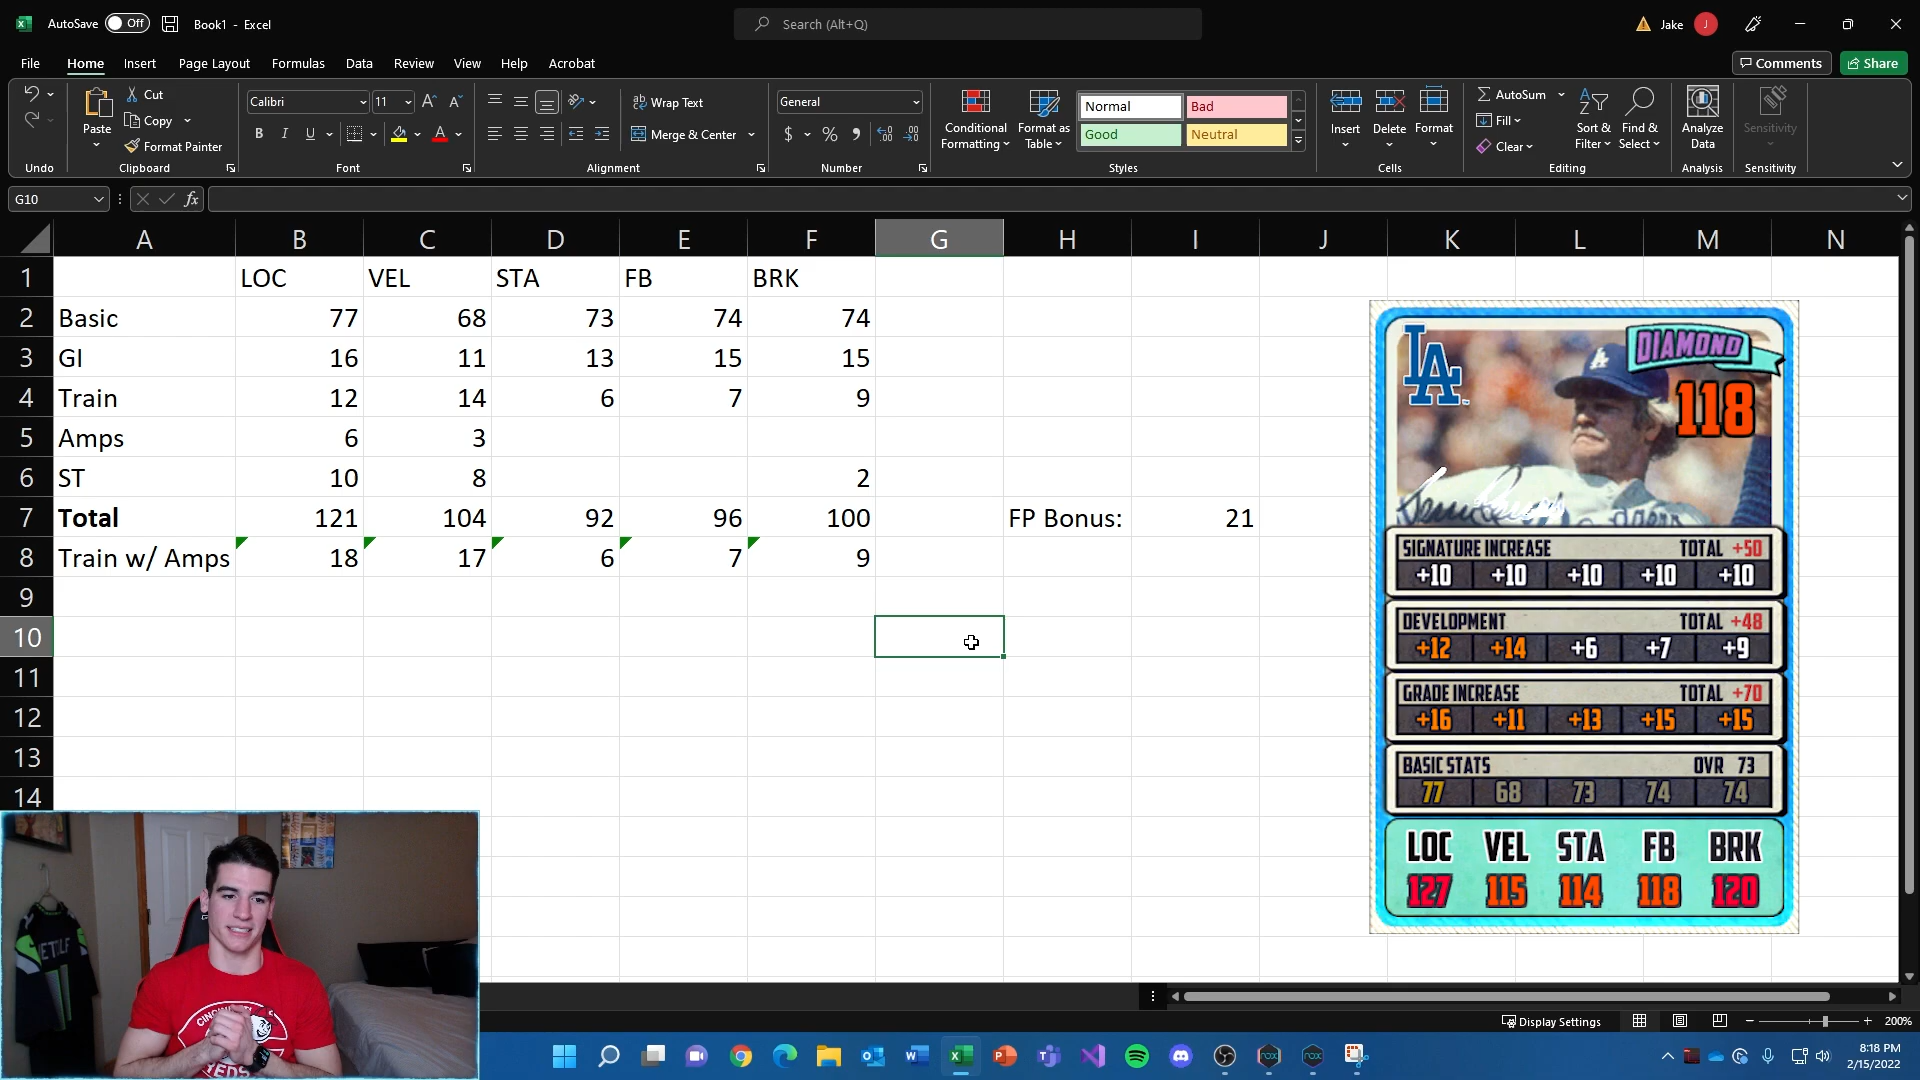 AutoSave Off Book1 - Excel
Search (Alt+Q)
Jake J
File Home Insert Page Layout Formulas Data Review View Help Acrobat
Comments Share
Undo
Paste
Cut
Copy
Format Painter
Clipboard
Calibri 11
B I U
A
Font
Wrap Text
Merge & Center
Alignment
General
$ % ,
Number
Conditional Formatting
Format as Table
Normal Bad
Good Neutral
Styles
Insert Delete Format
Cells
AutoSum
Fill
Clear
Sort & Filter
Find & Select
Editing
Analyze Data
Analysis
Sensitivity
Sensitivity
G10 fx
A B C D E F G H I J K L M N
1 LOC VEL STA FB BRK
2 Basic 77 68 73 74 74
3 GI 16 11 13 15 15
4 Train 12 14 6 7 9
5 Amps 6 3
6 ST 10 8 2
7 Total 121 104 92 96 100 FP Bonus: 21
8 Train w/ Amps 18 17 6 7 9
9
10
11
12
13
14
LA
DIAMOND
118
SIGNATURE INCREASE TOTAL +50
+10 +10 +10 +10 +10
DEVELOPMENT TOTAL +48
+12 +14 +6 +7 +9
GRADE INCREASE TOTAL +70
+16 +11 +13 +15 +15
BASIC STATS OVR 73
77 68 73 74 74
LOC VEL STA FB BRK
127 115 114 118 120
CINCINNATI
REDS
Display Settings
200%
8:18 PM
2/15/2022